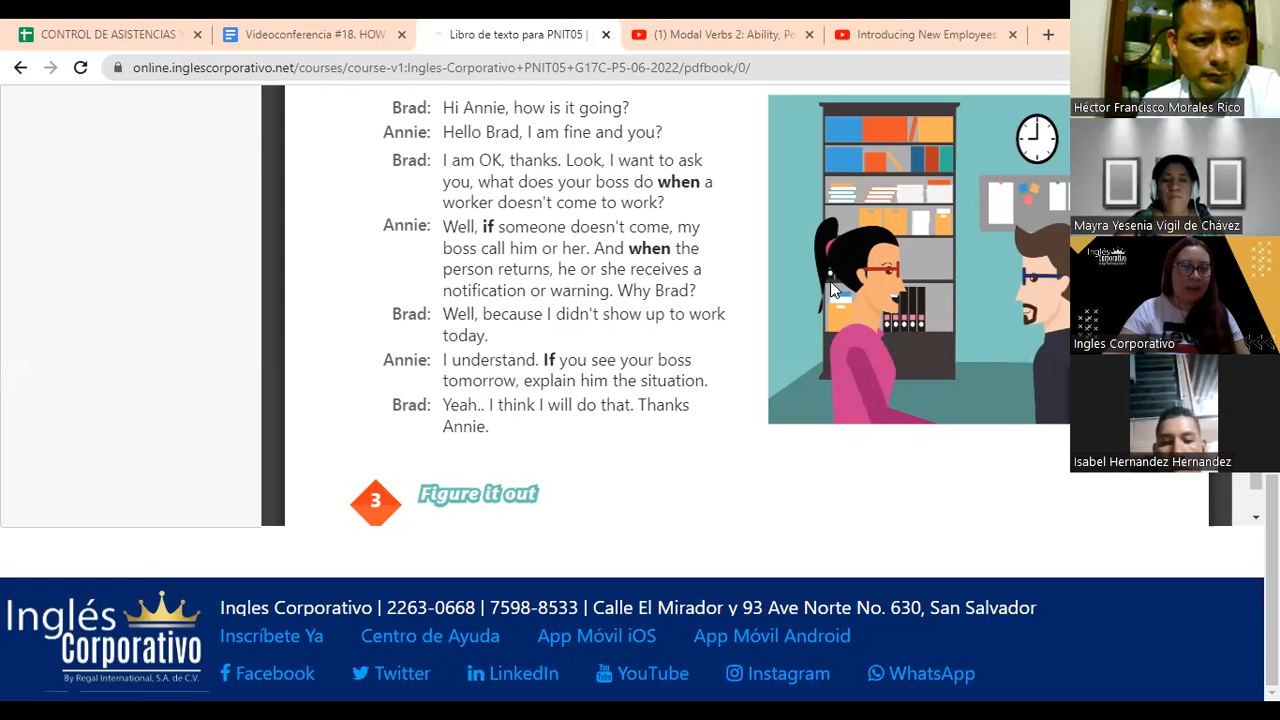 CONTROL DE ASISTENCIAS
Videoconferencia #18. HOW
Libro de texto para PNIT05 |
(1) Modal Verbs 2: Ability, Pe
Introducing New Employees
online.inglescorporativo.net/courses/course-v1:Ingles-Corporativo+PNIT05+G17C-P5-06-2022/pdfbook/0/
Brad: Hi Annie, how is it going?
Annie: Hello Brad, I am fine and you?
Brad: I am OK, thanks. Look, I want to ask
you, what does your boss do when a
worker doesn't come to work?
Annie: Well, if someone doesn't come, my
boss call him or her. And when the
person returns, he or she receives a
notification or warning. Why Brad?
Brad: Well, because I didn't show up to work
today.
Annie: I understand. If you see your boss
tomorrow, explain him the situation.
Brad: Yeah.. I think I will do that. Thanks
Annie.
3 Figure it out
Héctor Francisco Morales Rico
Mayra Yesenia Vigil de Chávez
Inglés
Corporativo
Ingles Corporativo
Isabel Hernandez Hernandez
Inglés
Corporativo
By Regal International, S.A. de C.V.
Ingles Corporativo | 2263-0668 | 7598-8533 | Calle El Mirador y 93 Ave Norte No. 630, San Salvador
Inscríbete Ya Centro de Ayuda App Móvil iOS App Móvil Android
Facebook Twitter LinkedIn YouTube Instagram WhatsApp